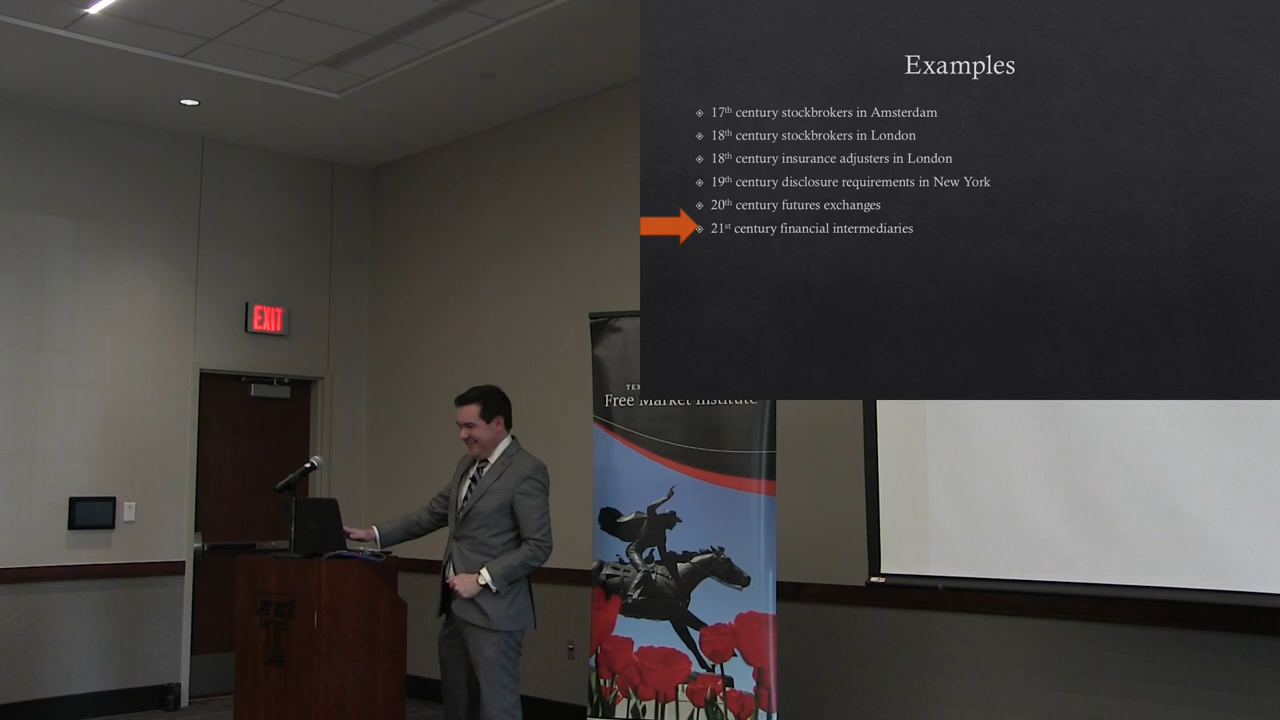 Examples
17th century stockbrokers in Amsterdam
18th century stockbrokers in London
18th century insurance adjusters in London
19th century disclosure requirements in New York
20th century futures exchanges
21st century financial intermediaries
EXIT
TEX
Free Market Institute